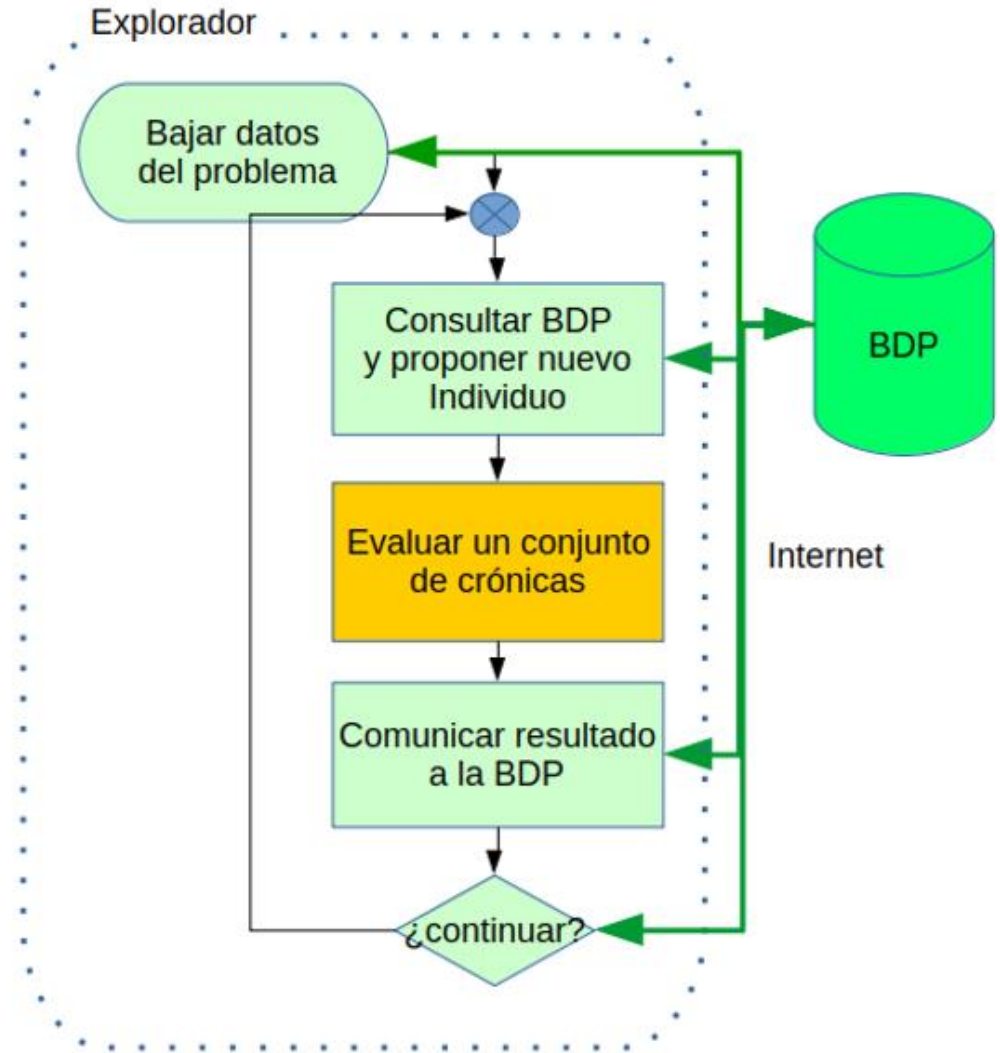 Explorador
Bajar datos
del problema
Consultar BDP
y proponer nuevo
Individuo
BDP
Evaluar un conjunto
de crónicas
Internet
Comunicar resultado
a la BDP
¿continuar?